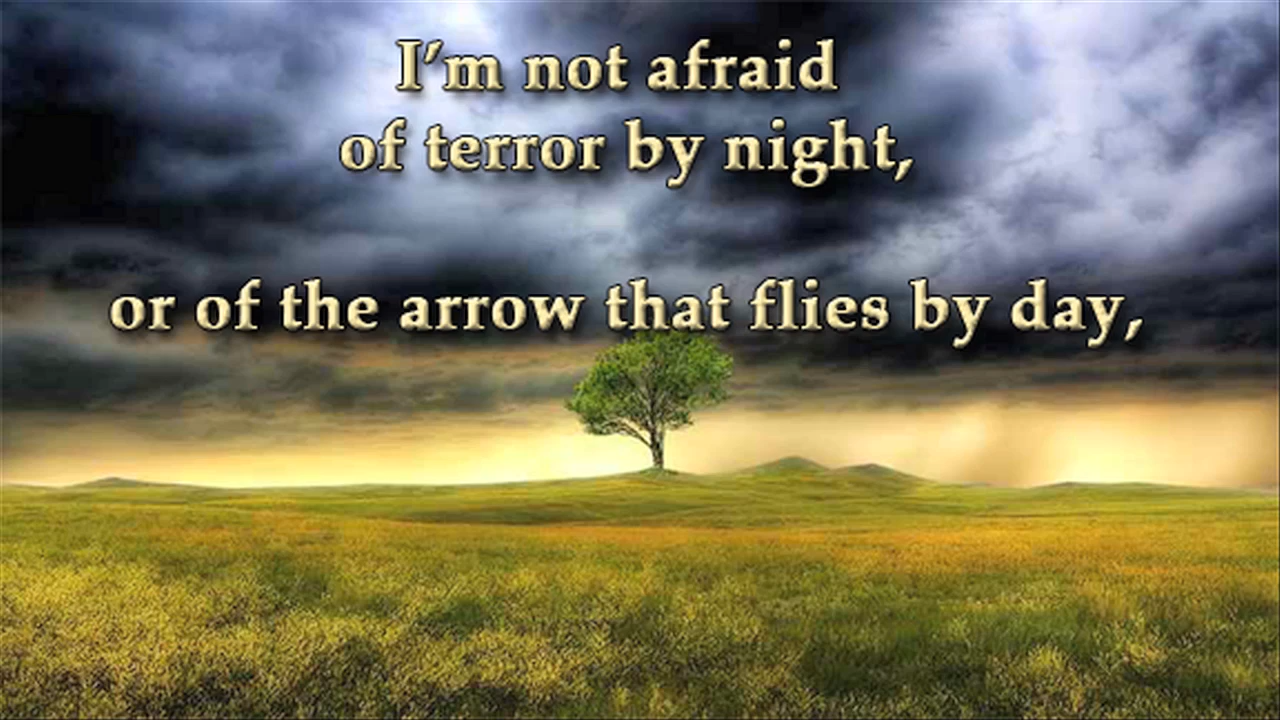 I’m not afraid
of terror by night,
or of the arrow that flies by day,